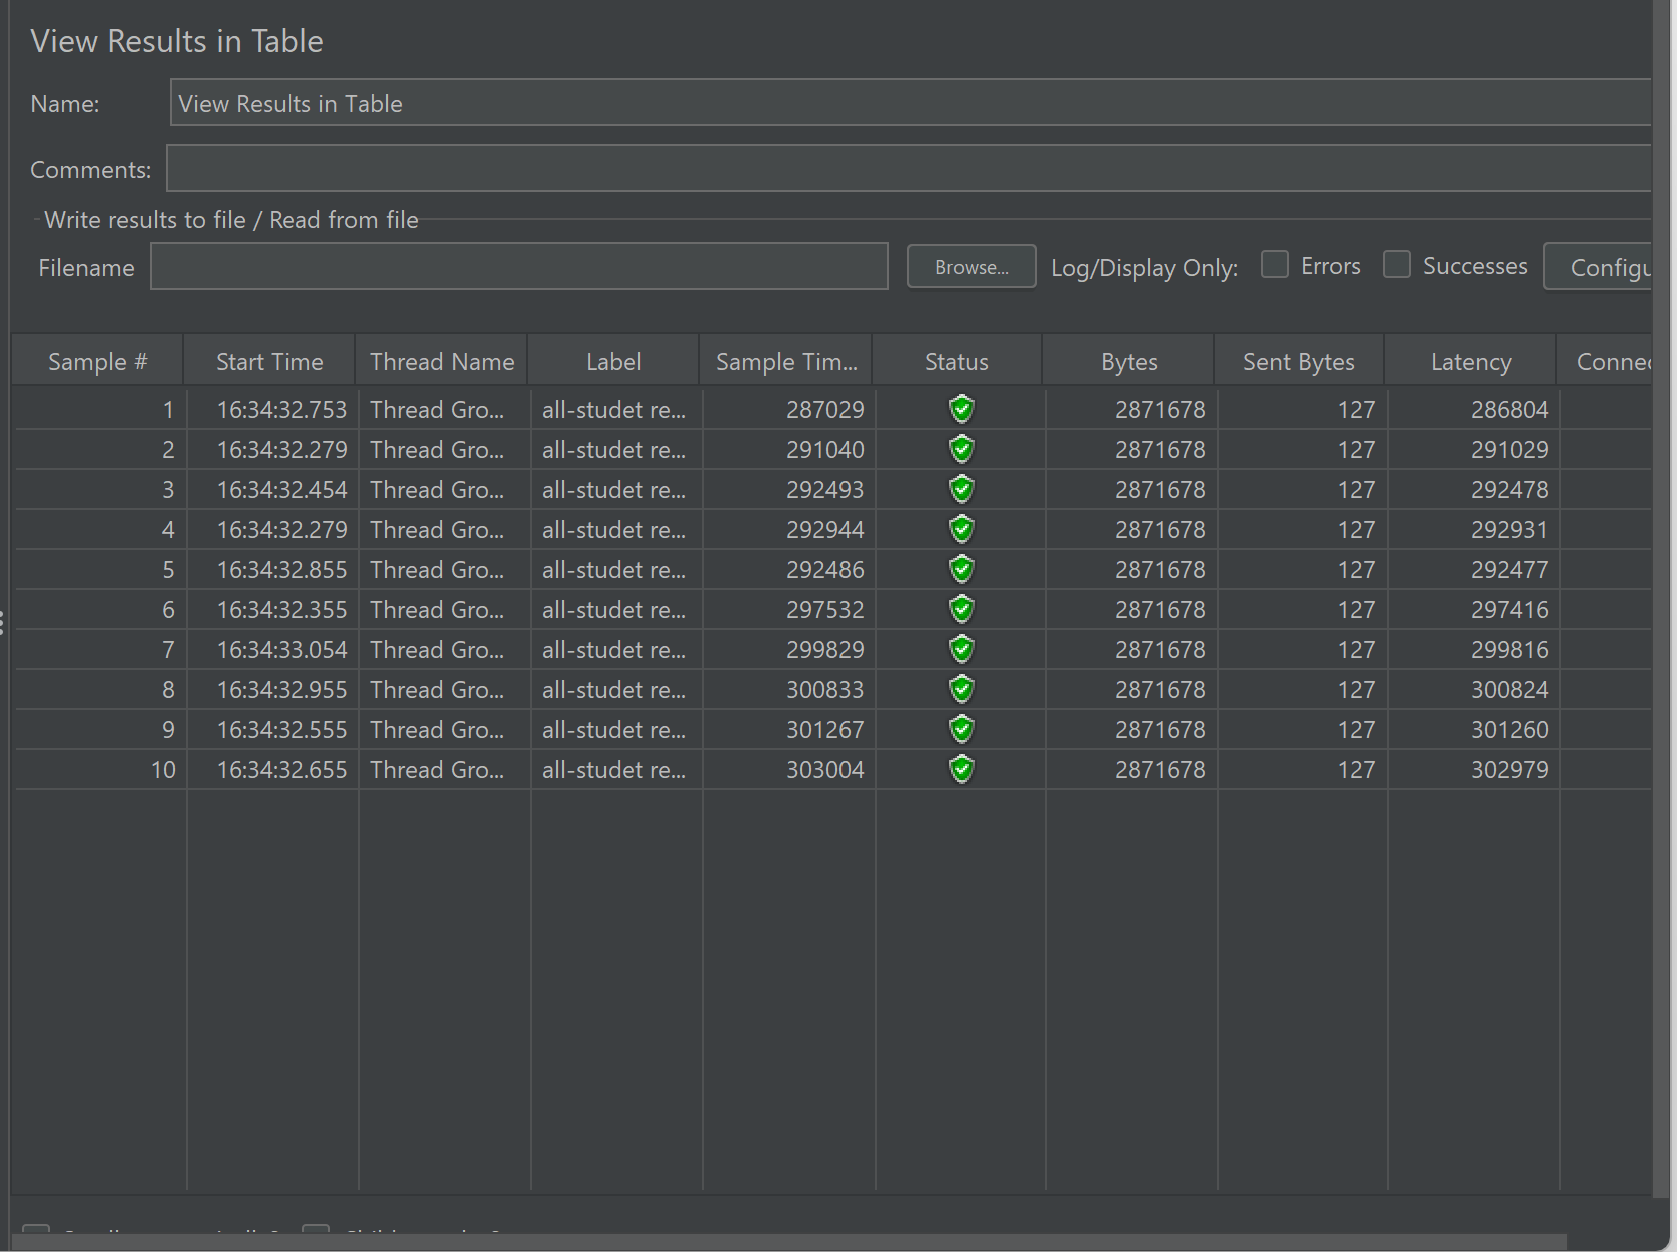 View Results in Table
Name: View Results in Table
Comments:
Write results to file / Read from file
Filename Browse... Log/Display Only: Errors Successes Configu
Sample # Start Time Thread Name Label Sample Tim... Status Bytes Sent Bytes Latency Connec
1 16:34:32.753 Thread Gro... all-studet re... 287029 2871678 127 286804
2 16:34:32.279 Thread Gro... all-studet re... 291040 2871678 127 291029
3 16:34:32.454 Thread Gro... all-studet re... 292493 2871678 127 292478
4 16:34:32.279 Thread Gro... all-studet re... 292944 2871678 127 292931
5 16:34:32.855 Thread Gro... all-studet re... 292486 2871678 127 292477
6 16:34:32.355 Thread Gro... all-studet re... 297532 2871678 127 297416
7 16:34:33.054 Thread Gro... all-studet re... 299829 2871678 127 299816
8 16:34:32.955 Thread Gro... all-studet re... 300833 2871678 127 300824
9 16:34:32.555 Thread Gro... all-studet re... 301267 2871678 127 301260
10 16:34:32.655 Thread Gro... all-studet re... 303004 2871678 127 302979